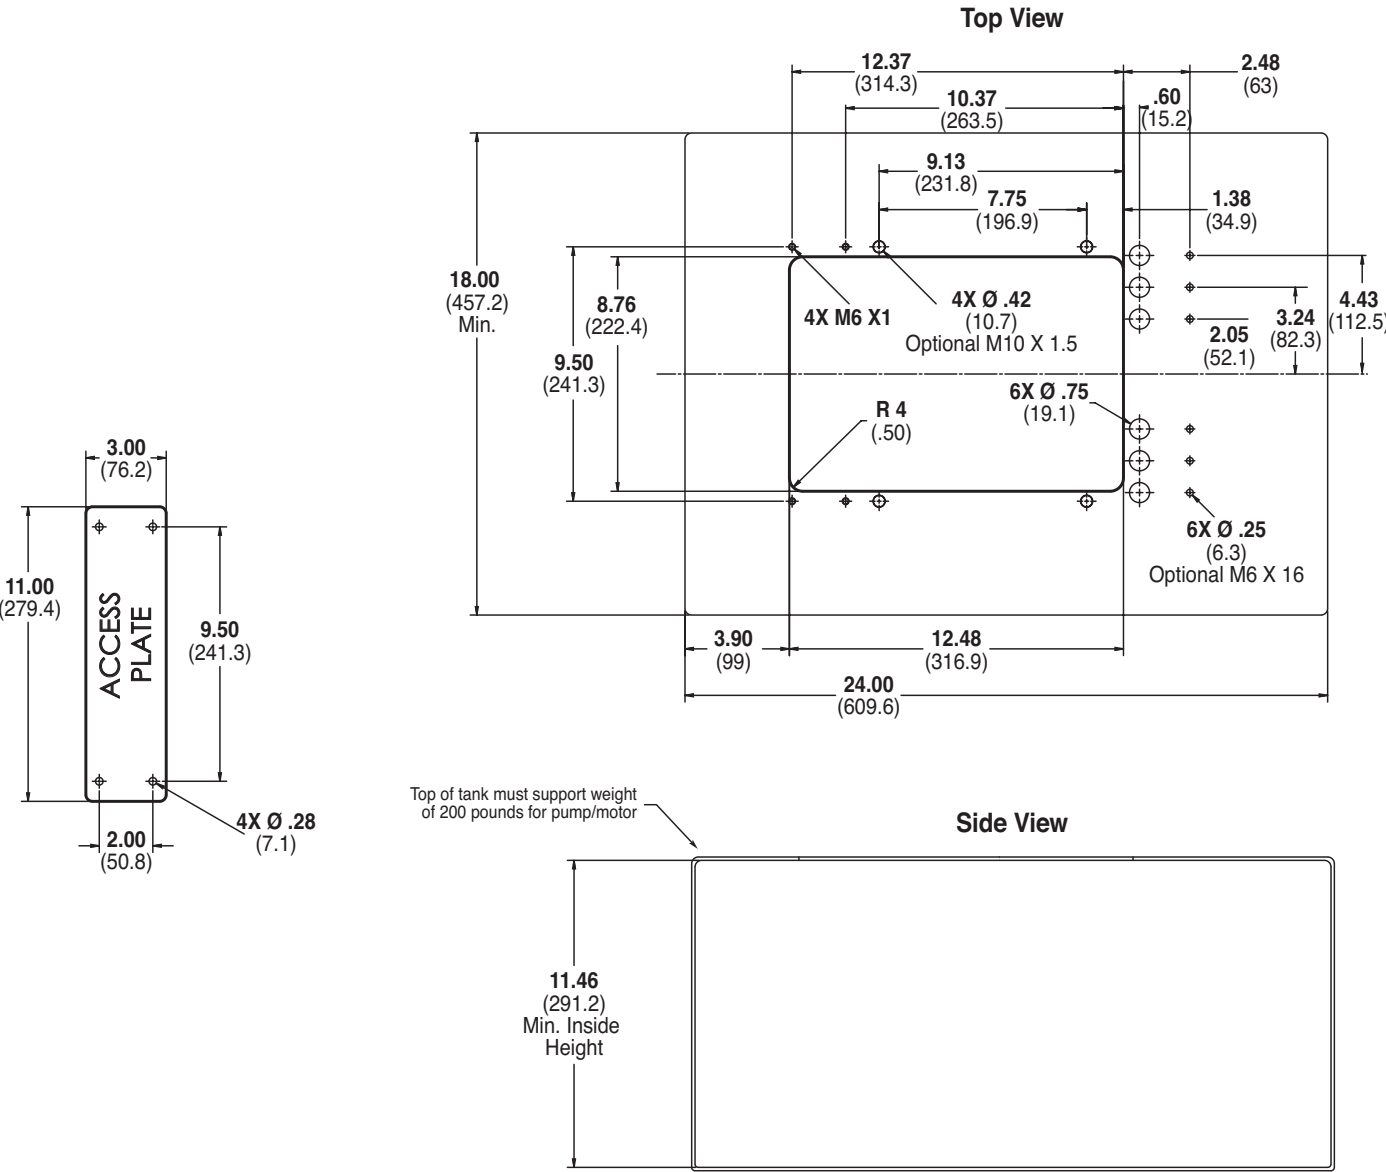 Top View
12.37
(314.3)
2.48
(63)
10.37
(263.5)
.60
(15.2)
9.13
(231.8)
7.75
(196.9)
1.38
(34.9)
18.00
(457.2)
Min.
8.76
(222.4)
9.50
(241.3)
4X M6 X1
4X Ø .42
(10.7)
Optional M10 X 1.5
2.05
(52.1)
3.24
(82.3)
4.43
(112.5)
R 4
(.50)
6X Ø .75
(19.1)
6X Ø .25
(6.3)
Optional M6 X 16
3.90
(99)
12.48
(316.9)
24.00
(609.6)
3.00
(76.2)
11.00
(279.4)
ACCESS
PLATE
9.50
(241.3)
2.00
(50.8)
4X Ø .28
(7.1)
Top of tank must support weight
of 200 pounds for pump/motor
Side View
11.46
(291.2)
Min. Inside
Height